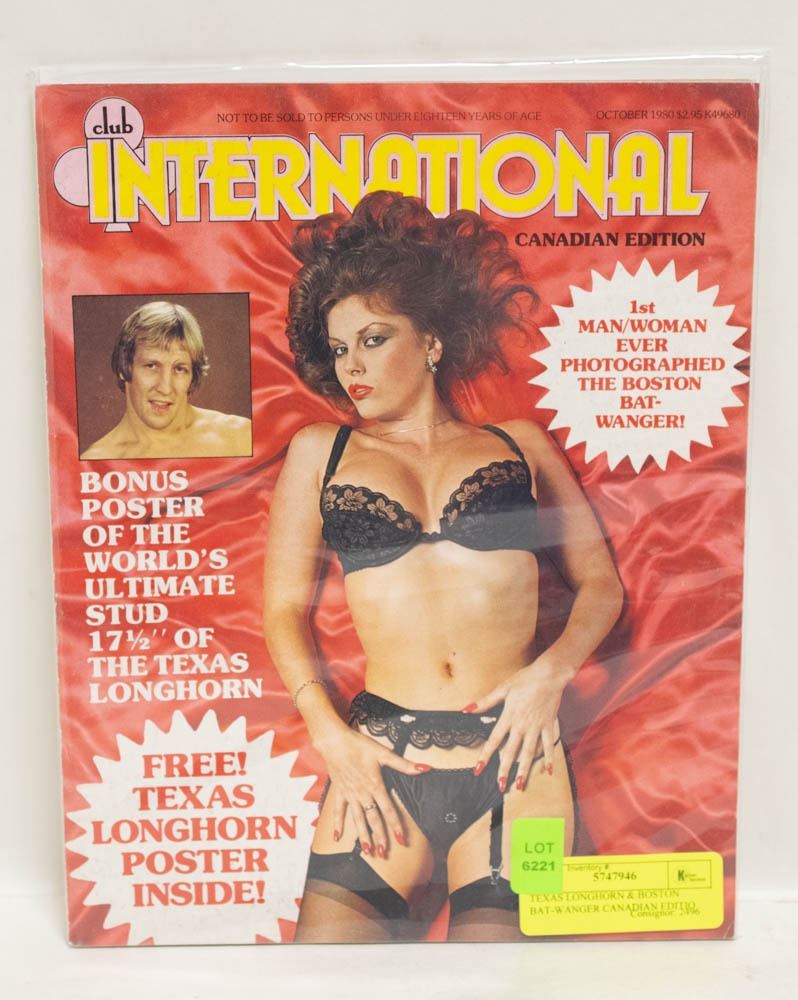 club
NOT TO BE SOLD TO PERSONS UNDER EIGHTEEN YEARS OF AGE
OCTOBER 1980 $2.95 K49680
INTERNATIONAL
CANADIAN EDITION
1st
MAN/WOMAN
EVER
PHOTOGRAPHED
THE BOSTON
BAT-
WANGER!
BONUS
POSTER
OF THE
WORLD'S
ULTIMATE
STUD
17½" OF
THE TEXAS
LONGHORN
FREE!
TEXAS
LONGHORN
POSTER
INSIDE!
LOT
6221
Inventory #
5747946
K
TEXAS LONGHORN & BOSTON
BAT-WANGER CANADIAN EDITIO
Consignor: 2496